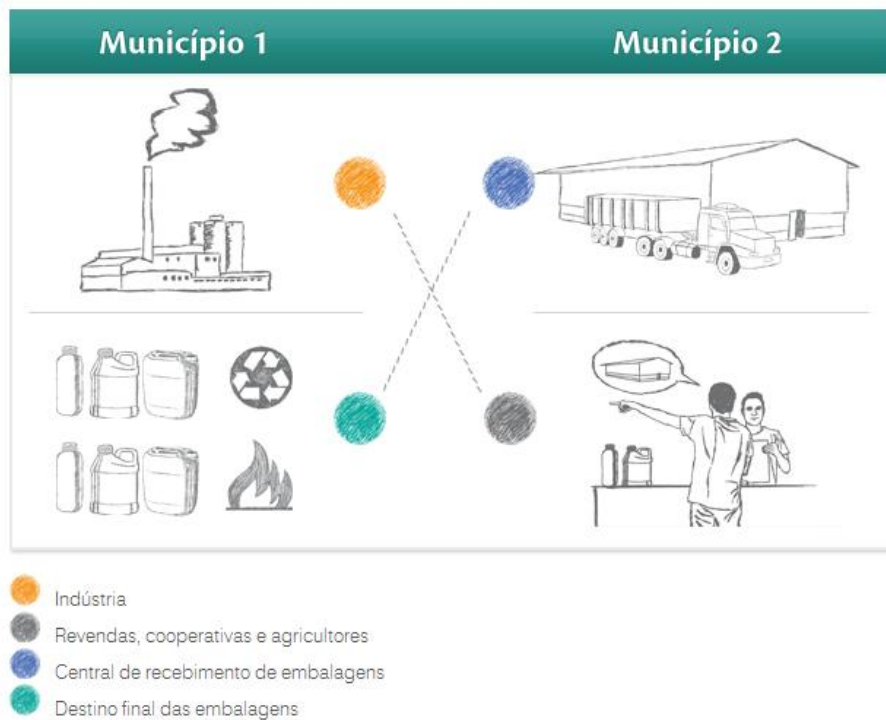 Município 1
Município 2
Indústria
Revendas, cooperativas e agricultores
Central de recebimento de embalagens
Destino final das embalagens